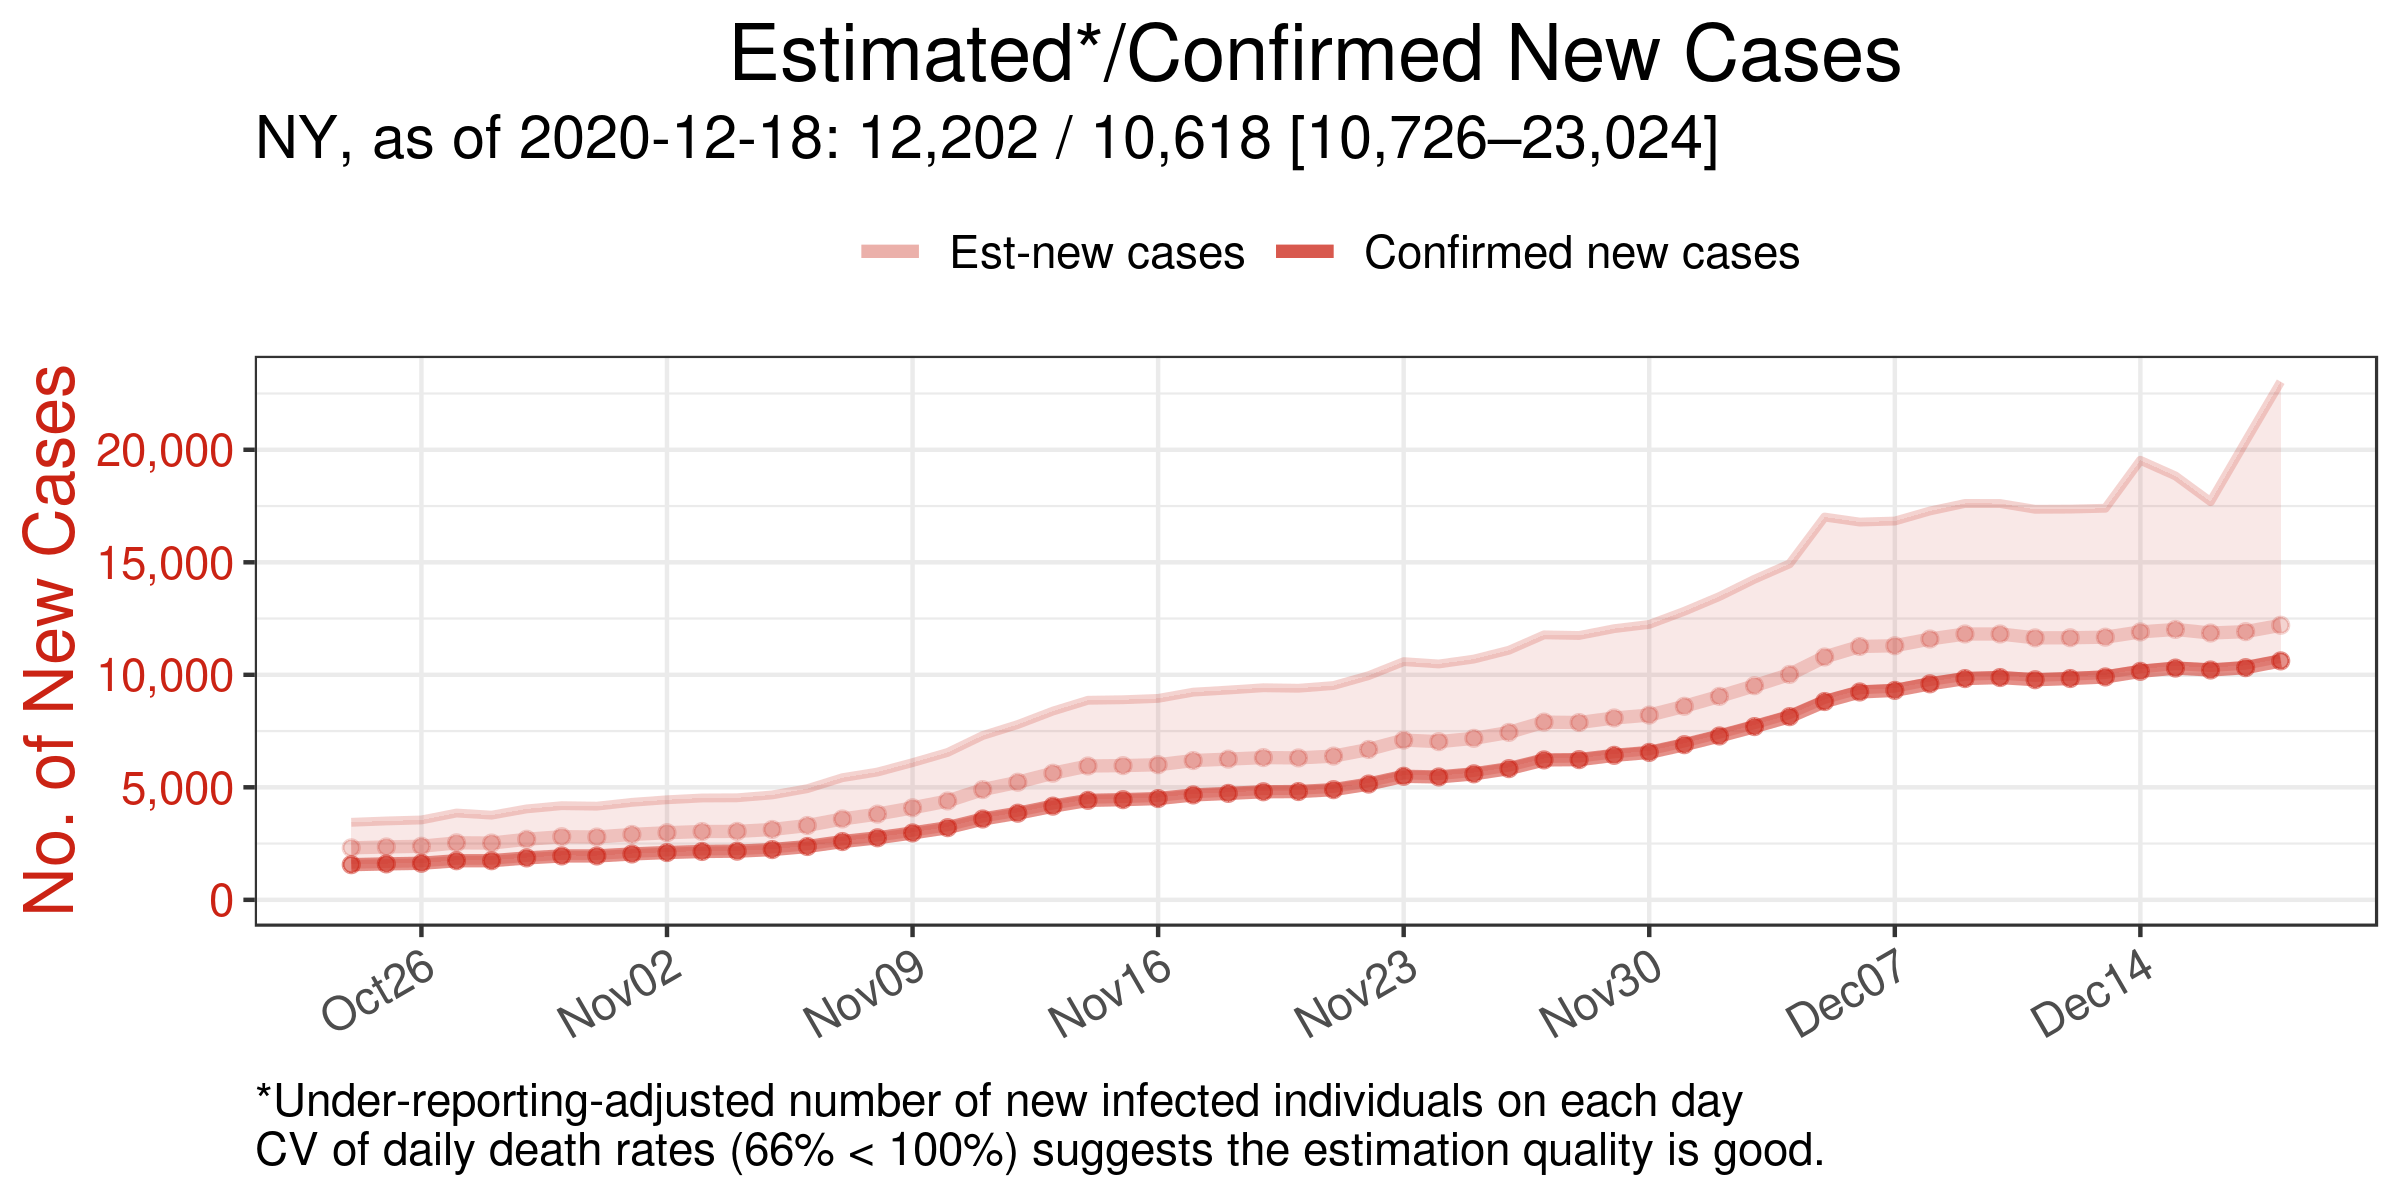 Estimated*/Confirmed New Cases
NY, as of 2020-12-18: 12,202 / 10,618 [10,726–23,024]
Est-new cases Confirmed new cases
No. of New Cases
20,000
15,000
10,000
5,000
0
Oct26 Nov02 Nov09 Nov16 Nov23 Nov30 Dec07 Dec14
*Under-reporting-adjusted number of new infected individuals on each day
CV of daily death rates (66% < 100%) suggests the estimation quality is good.